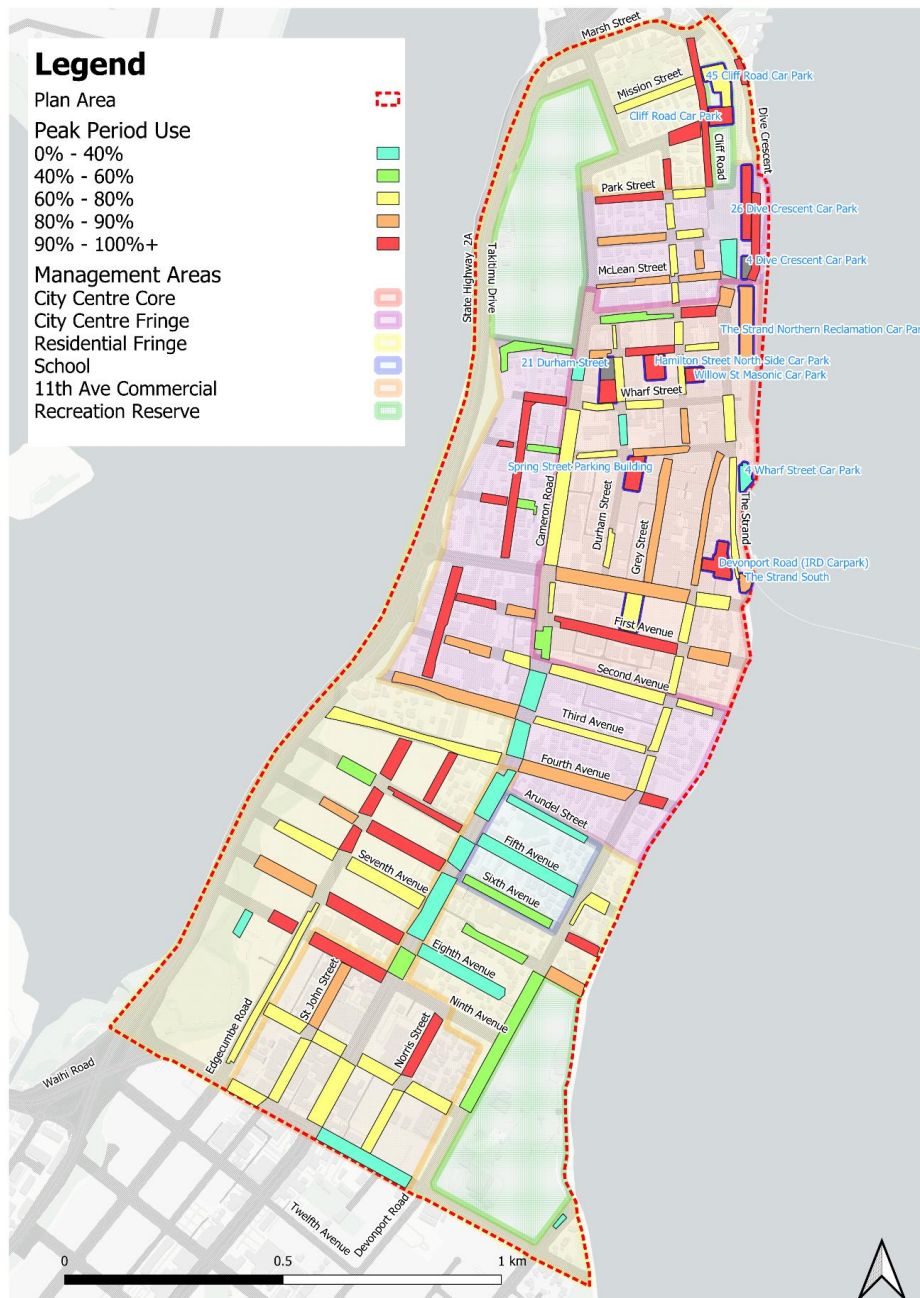 Legend
Plan Area
Peak Period Use
0% - 40%
40% - 60%
60% - 80%
80% - 90%
90% - 100%+
Management Areas
City Centre Core
City Centre Fringe
Residential Fringe
School
11th Ave Commercial
Recreation Reserve
Marsh Street
Mission Street
45 Cliff Road Car Park
Cliff Road Car Park
Dive Crescent
Cliff Road
Park Street
26 Dive Crescent Car Park
State Highway 2A
Takitimu Drive
McLean Street
4 Dive Crescent Car Park
The Strand Northern Reclamation Car Par
21 Durham Street
Hamilton Street North Side Car Park
Willow St Masonic Car Park
Wharf Street
Spring Street Parking Building
4 Wharf Street Car Park
Cameron Road
Durham Street
Grey Street
The Strand
Devonport Road (IRD Carpark)
The Strand South
First Avenue
Second Avenue
Third Avenue
Fourth Avenue
Arundel Street
Fifth Avenue
Seventh Avenue
Sixth Avenue
Eighth Avenue
St John Street
Ninth Avenue
Edgecumbe Road
Norris Street
Waihi Road
Twelfth Avenue
Devonport Road
0 0.5 1 km